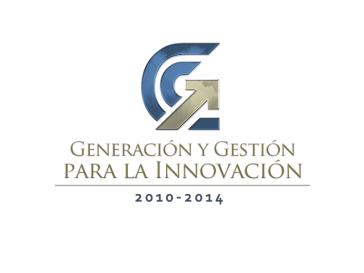 GENERACIÓN Y GESTIÓN
PARA LA INNOVACIÓN
2010-2014